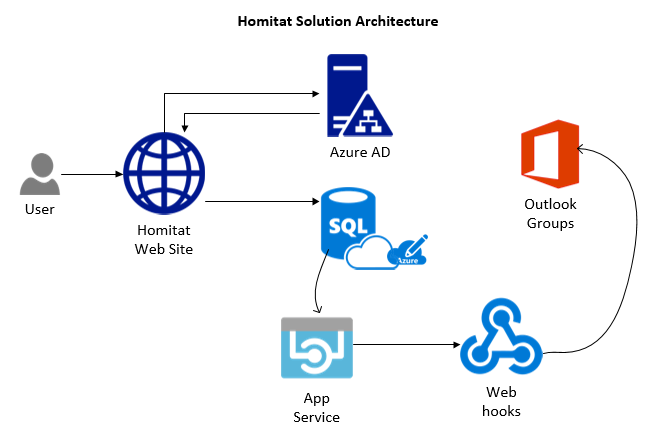 Homitat Solution Architecture
Azure AD
User
Homitat
Web Site
SQL
Azure
Outlook
Groups
App
Service
Web
hooks